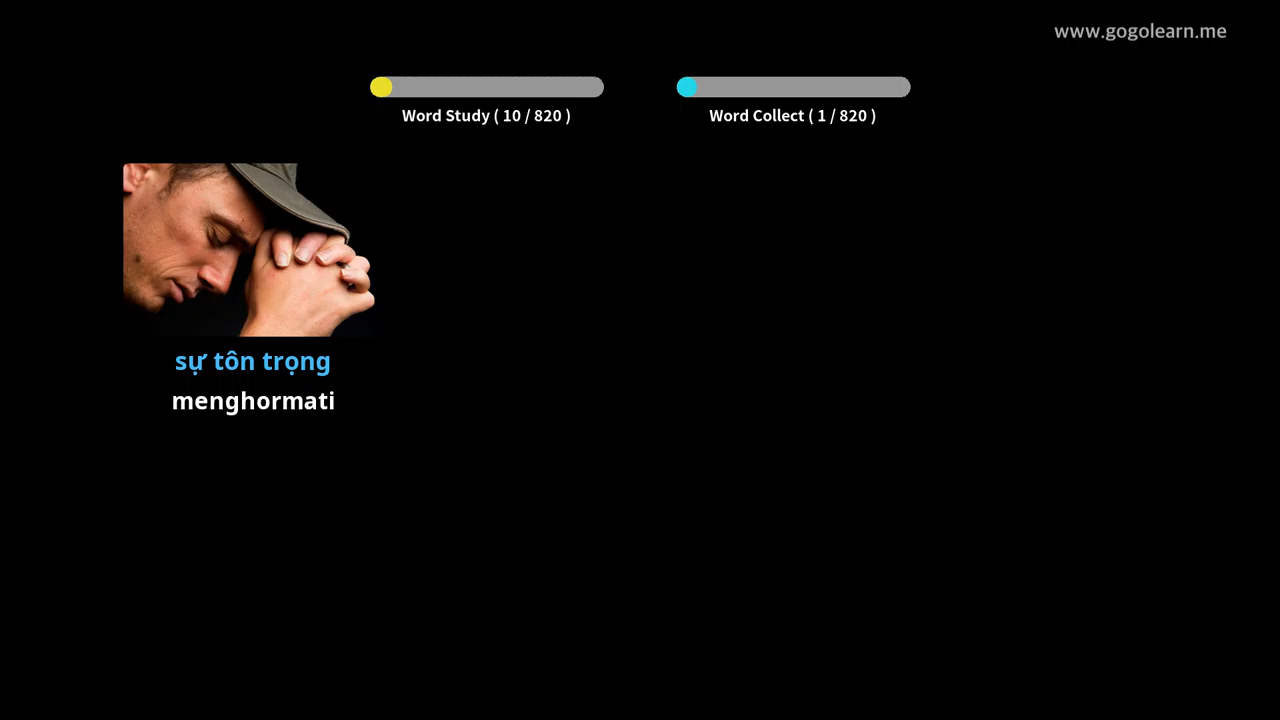 www.gogolearn.me
Word Study ( 10 / 820 )
Word Collect ( 1 / 820 )
sự tôn trọng
menghormati